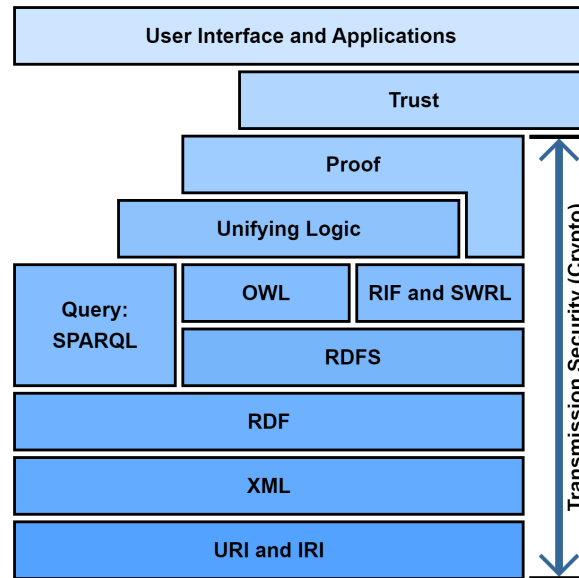 User Interface and Applications
Trust
Proof
Unifying Logic
Query:
SPARQL
OWL
RIF and SWRL
RDFS
RDF
XML
URI and IRI
Transmission Security (Crypto)